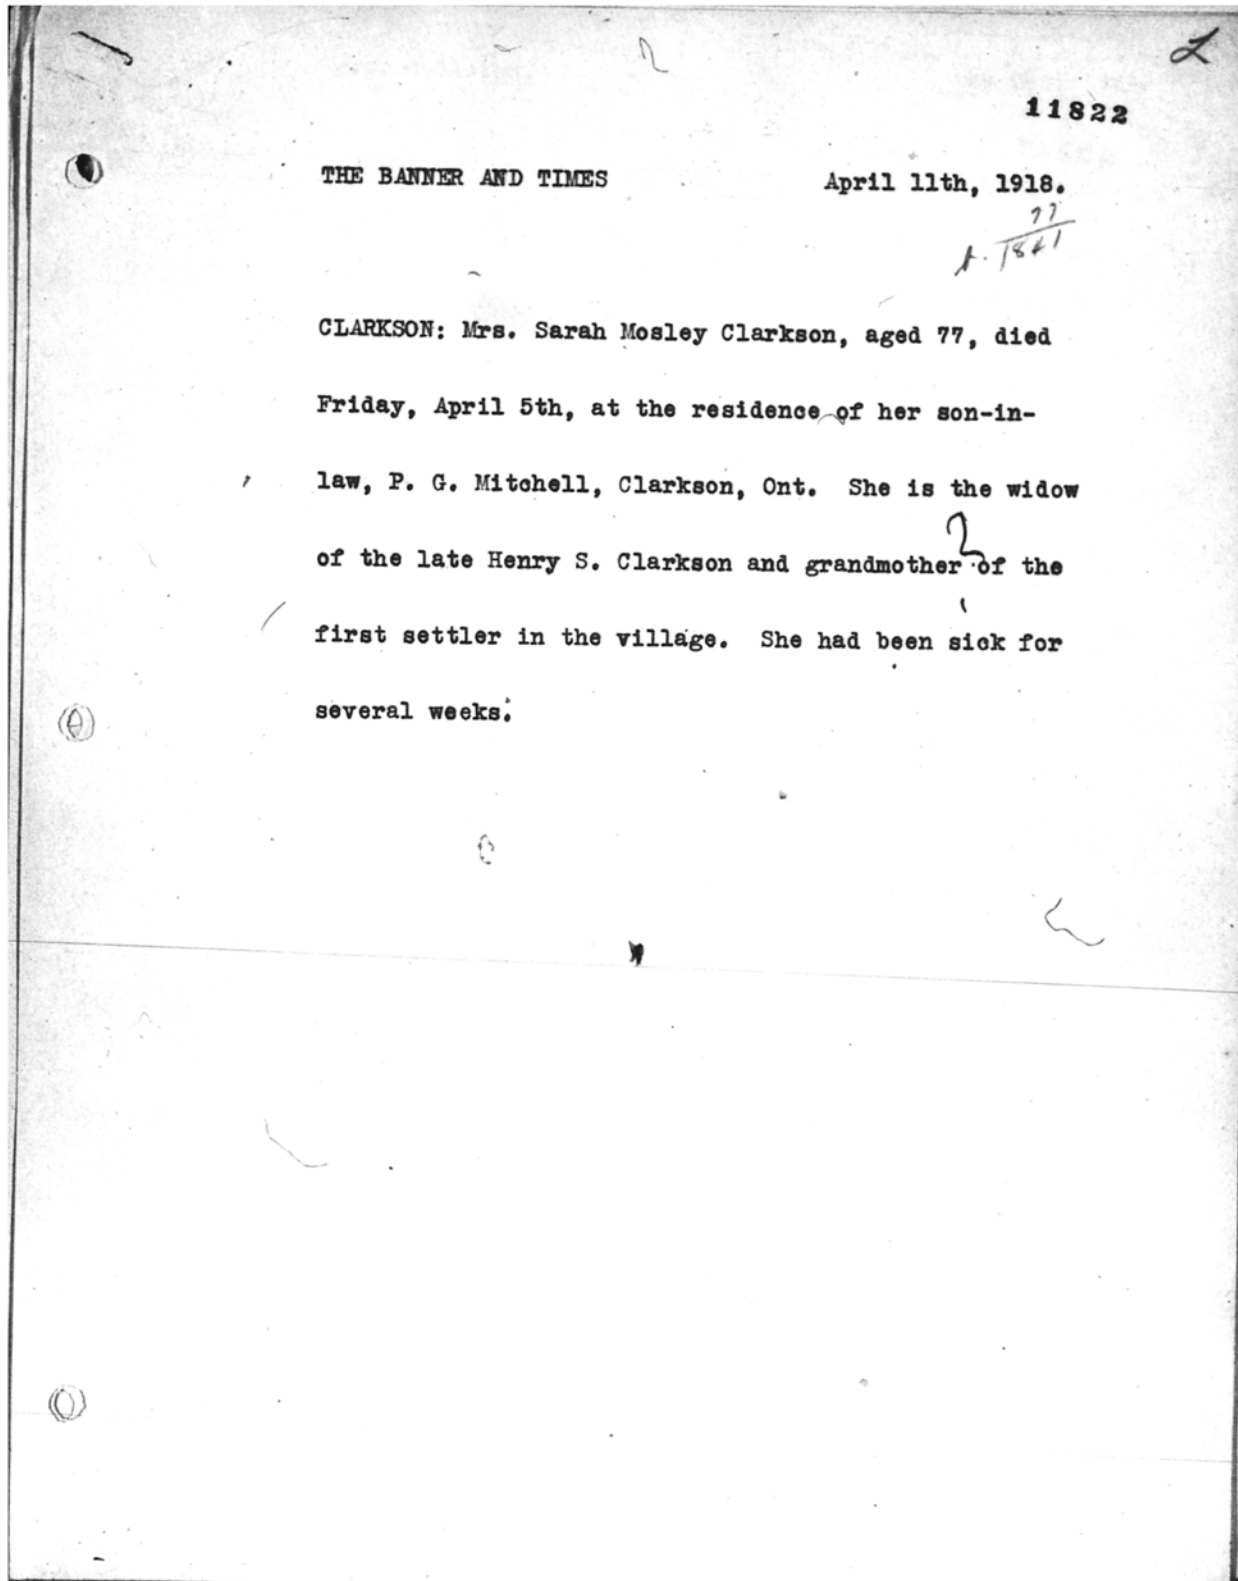 2
11822
THE BANNER AND TIMES April 11th, 1918.
77
1841
CLARKSON: Mrs. Sarah Mosley Clarkson, aged 77, died
Friday, April 5th, at the residence of her son-in-
law, P. G. Mitchell, Clarkson, Ont. She is the widow
?
of the late Henry S. Clarkson and grandmother of the
first settler in the village. She had been sick for
several weeks.